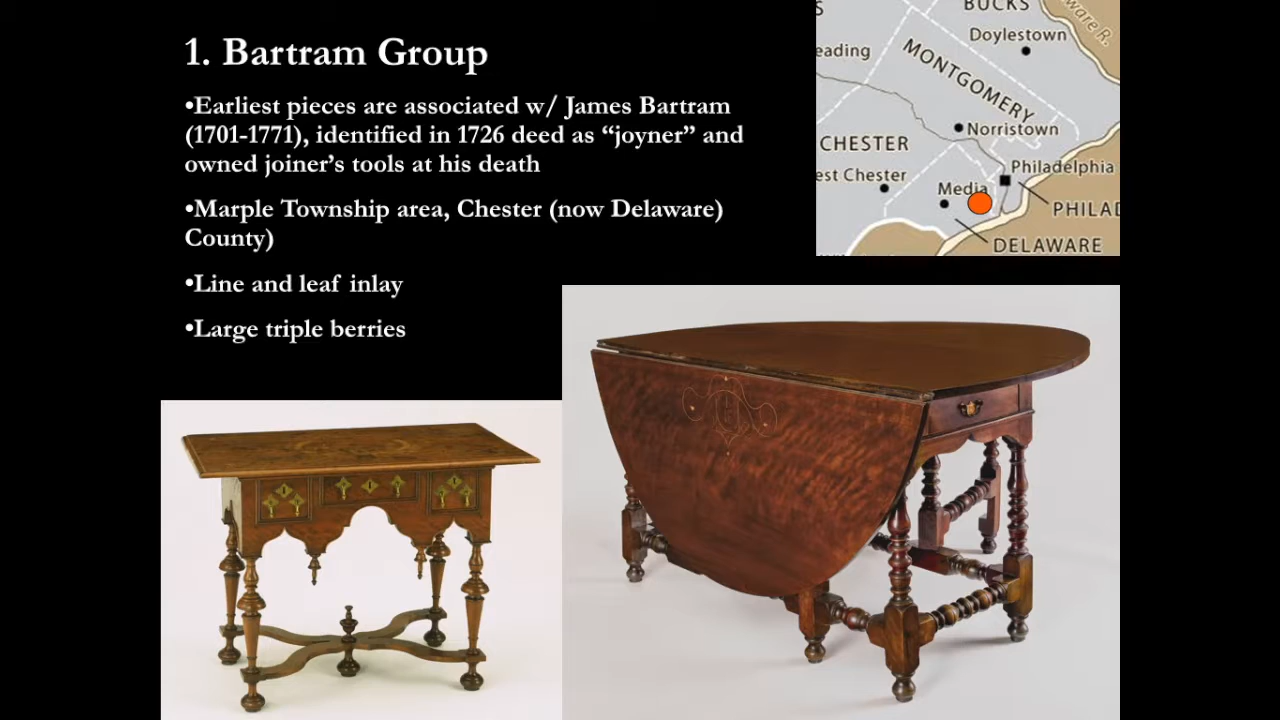 1. Bartram Group
•Earliest pieces are associated w/ James Bartram
(1701-1771), identified in 1726 deed as “joyner” and
owned joiner’s tools at his death
•Marple Township area, Chester (now Delaware)
County)
•Line and leaf inlay
•Large triple berries
S
BUCKS
ware R.
Doylestown
eading
MONTGOMERY
Norristown
CHESTER
Philadelphia
est Chester
Media
PHILAD
DELAWARE